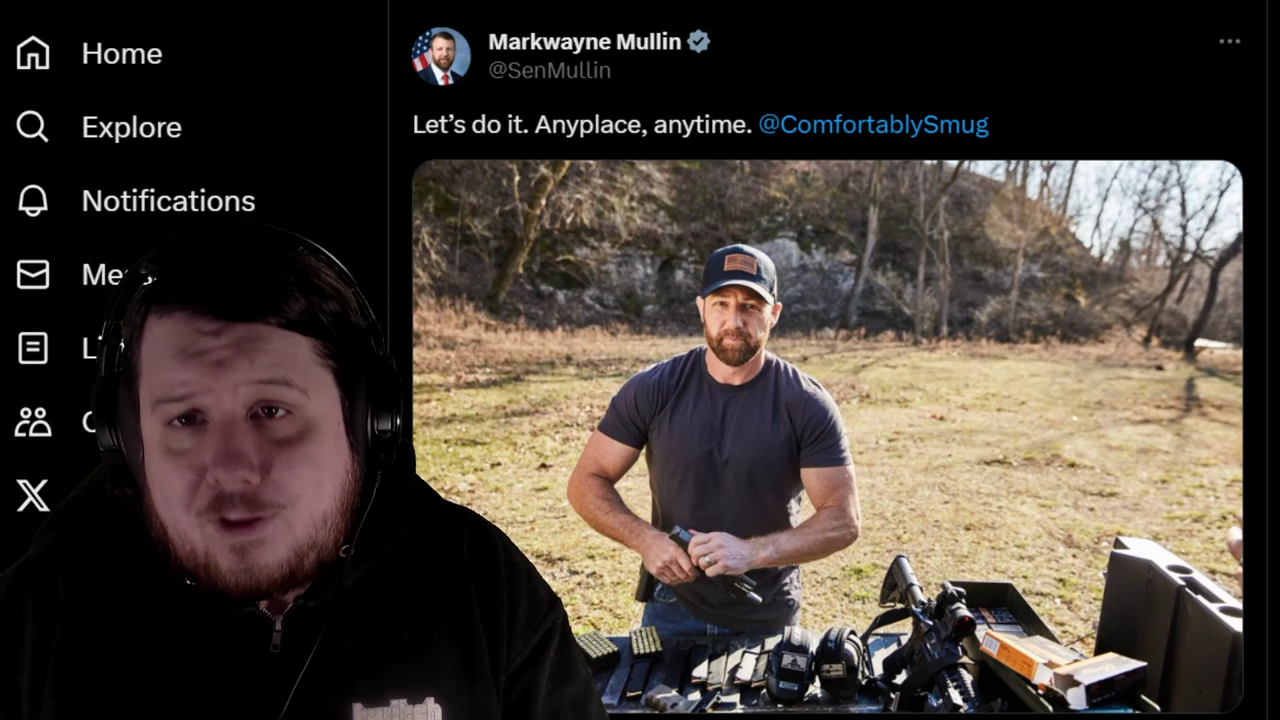 Home
Explore
Notifications
Markwayne Mullin
@SenMullin
Let’s do it. Anyplace, anytime. @ComfortablySmug